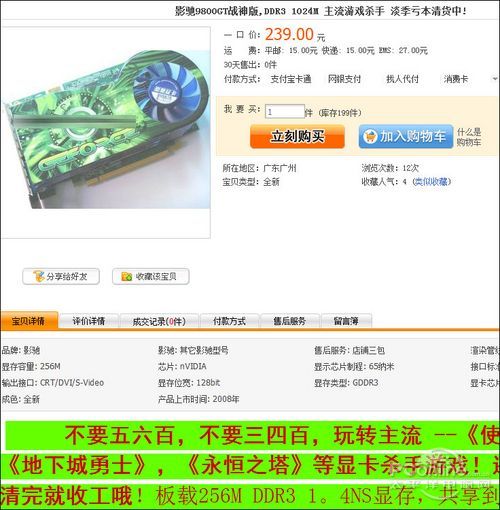 影驰9800GT战神版,DDR3 1024M 主流游戏杀手 淡季亏本清货中!
一 口 价: 239.00 元
运 费: 平邮: 15.00元 快递: 15.00元 EMS: 27.00元
30天售出: 0件
付款方式: 支付宝卡通 网银支付 找人代付 消费卡
我 要 买: 1 件 (库存199件)
立刻购买 加入购物车 什么是购物车
所在地区: 广东广州 浏览次数: 12次
宝贝类型: 全新 收藏人气: 4 (类似收藏)
分享给好友 收藏该宝贝
宝贝详情 评价详情 成交记录(0件) 付款方式 售后服务 留言簿
品牌: 影驰 影驰: 其它影驰型号 售后服务: 店铺三包 渲染管
显存容量: 256M 芯片: nVIDIA 显示芯片制程: 65纳米 接口标
输出接口: CRT/DVI/S-Video 显存位宽: 128bit 显存类型: GDDR3 显卡芯
成色: 全新 产品上市时间: 2008年
不要五六百，不要三四百，玩转主流 --《使
《地下城勇士》，《永恒之塔》等显卡杀手游戏！
清完就收工哦！板载256M DDR3 1。4NS显存，共享到